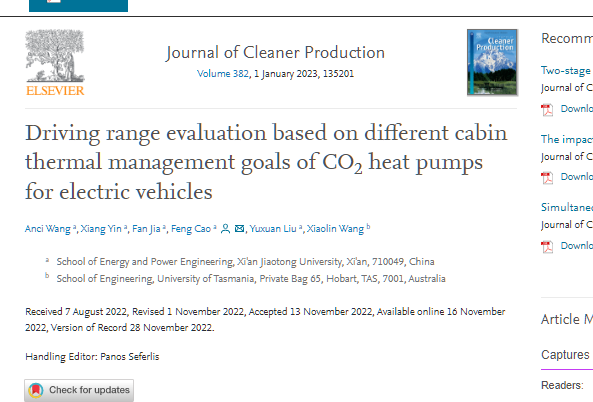 Journal of Cleaner Production
Volume 382, 1 January 2023, 135201
ELSEVIER
Cleaner
Production
Driving range evaluation based on different cabin
thermal management goals of CO₂ heat pumps
for electric vehicles
Anci Wang ᵃ, Xiang Yin ᵃ, Fan Jia ᵃ, Feng Cao ᵃ, Yuxuan Liu ᵃ, Xiaolin Wang ᵇ
a School of Energy and Power Engineering, Xi'an Jiaotong University, Xi'an, 710049, China
b School of Engineering, University of Tasmania, Private Bag 65, Hobart, TAS, 7001, Australia
Received 7 August 2022, Revised 1 November 2022, Accepted 13 November 2022, Available online 16 November
2022, Version of Record 28 November 2022.
Handling Editor: Panos Seferlis
Check for updates
Recomm
Two-stage
Journal of C
Downlo
The impac
Journal of C
Downlo
Simultane
Journal of C
Downlo
Article M
Captures
Readers: